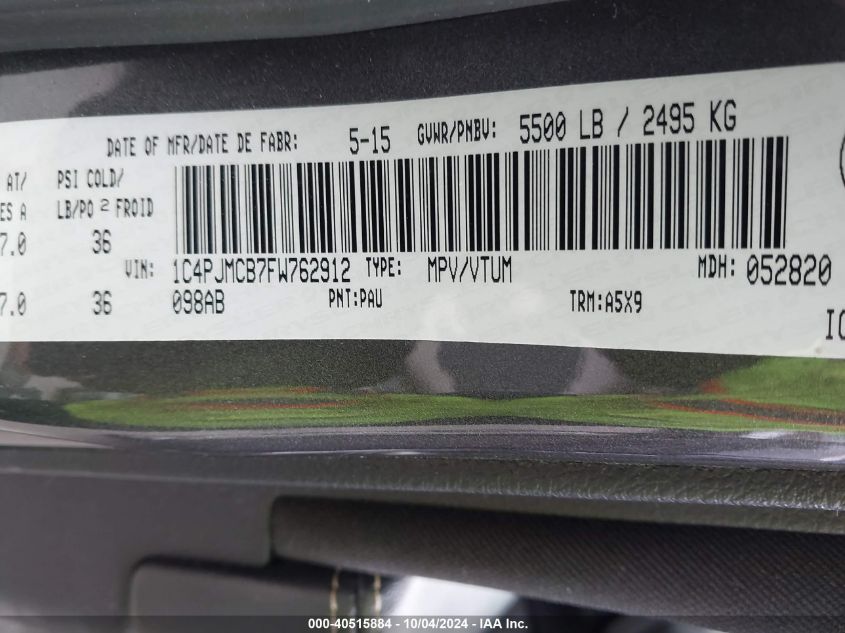 DATE OF MFR/DATE DE FABR: 5-15 GVWR/PNBV: 5500 LB / 2495 KG
AT/ PSI COLD/
ES A LB/PO 2 FROID
7.0 36
VIN: 1C4PJMCB7FW762912 TYPE: MPV/VTUM MDH: 052820
7.0 36 098AB PNT:PAU TRM:A5X9
000-40515884 - 10/04/2024 - IAA Inc.